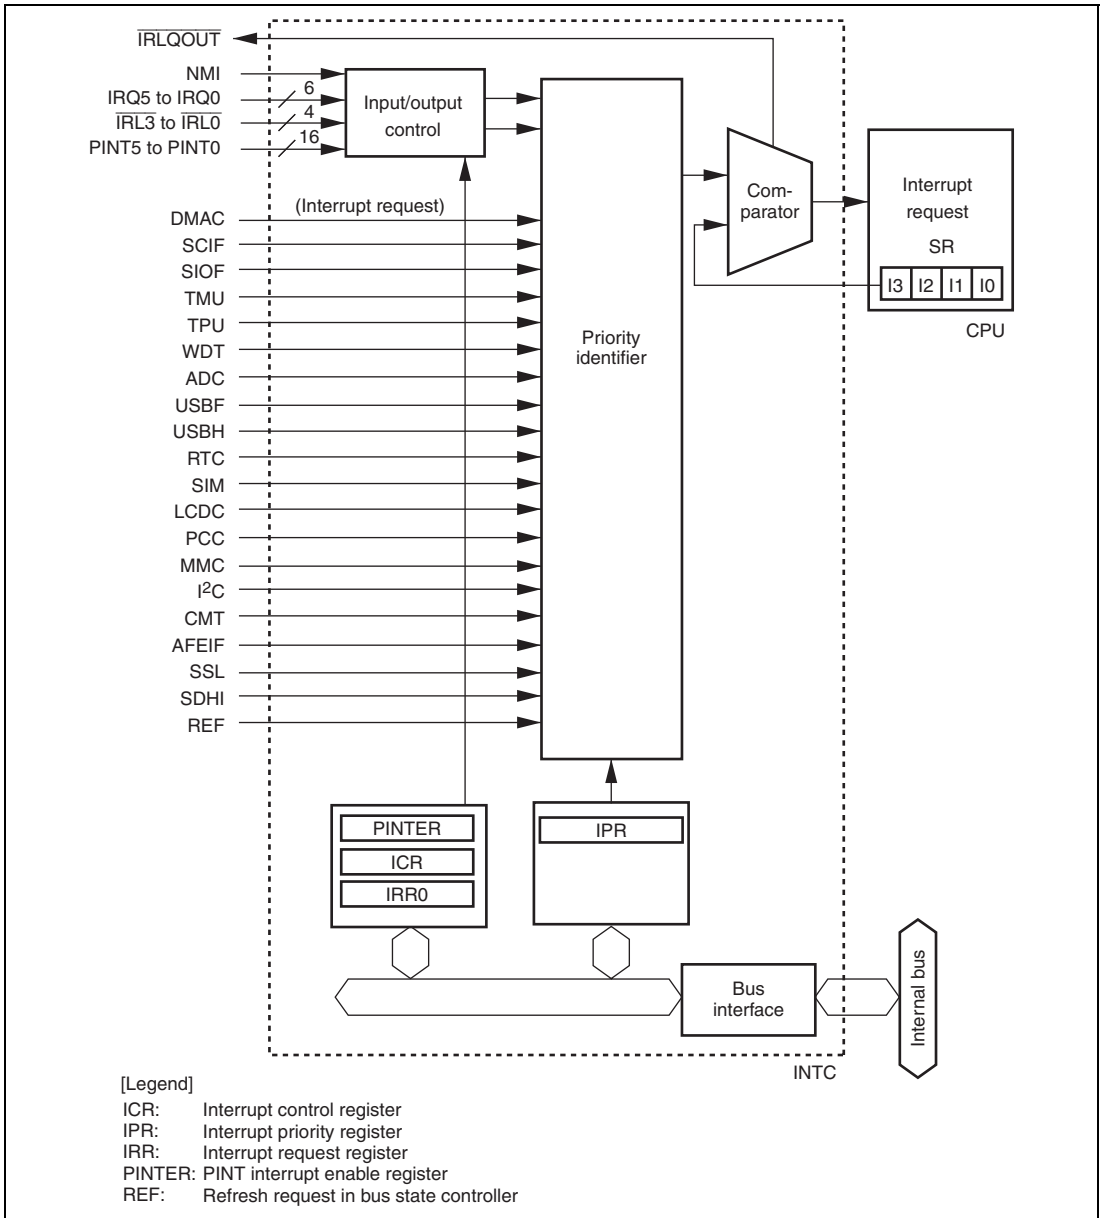 IRLQOUT
NMI
IRQ5 to IRQ0
6
IRL3 to IRL0
4
PINT5 to PINT0
16
Input/output
control
(Interrupt request)
DMAC
SCIF
SIOF
TMU
TPU
WDT
ADC
USBF
USBH
RTC
SIM
LCDC
PCC
MMC
I²C
CMT
AFEIF
SSL
SDHI
REF
Priority
identifier
Com-
parator
Interrupt
request
SR
I3 I2 I1 I0
CPU
PINTER
ICR
IRR0
IPR
Bus
interface
Internal bus
INTC
[Legend]
ICR: Interrupt control register
IPR: Interrupt priority register
IRR: Interrupt request register
PINTER: PINT interrupt enable register
REF: Refresh request in bus state controller